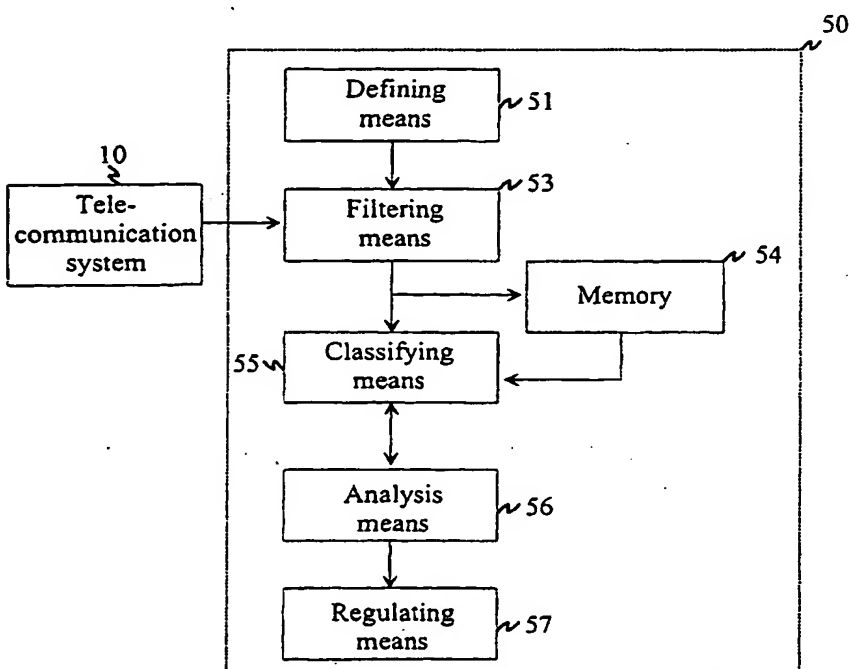 50
Defining
means
51
10
Tele-
communication
system
53
Filtering
means
54
Memory
55
Classifying
means
Analysis
means
56
Regulating
means
57